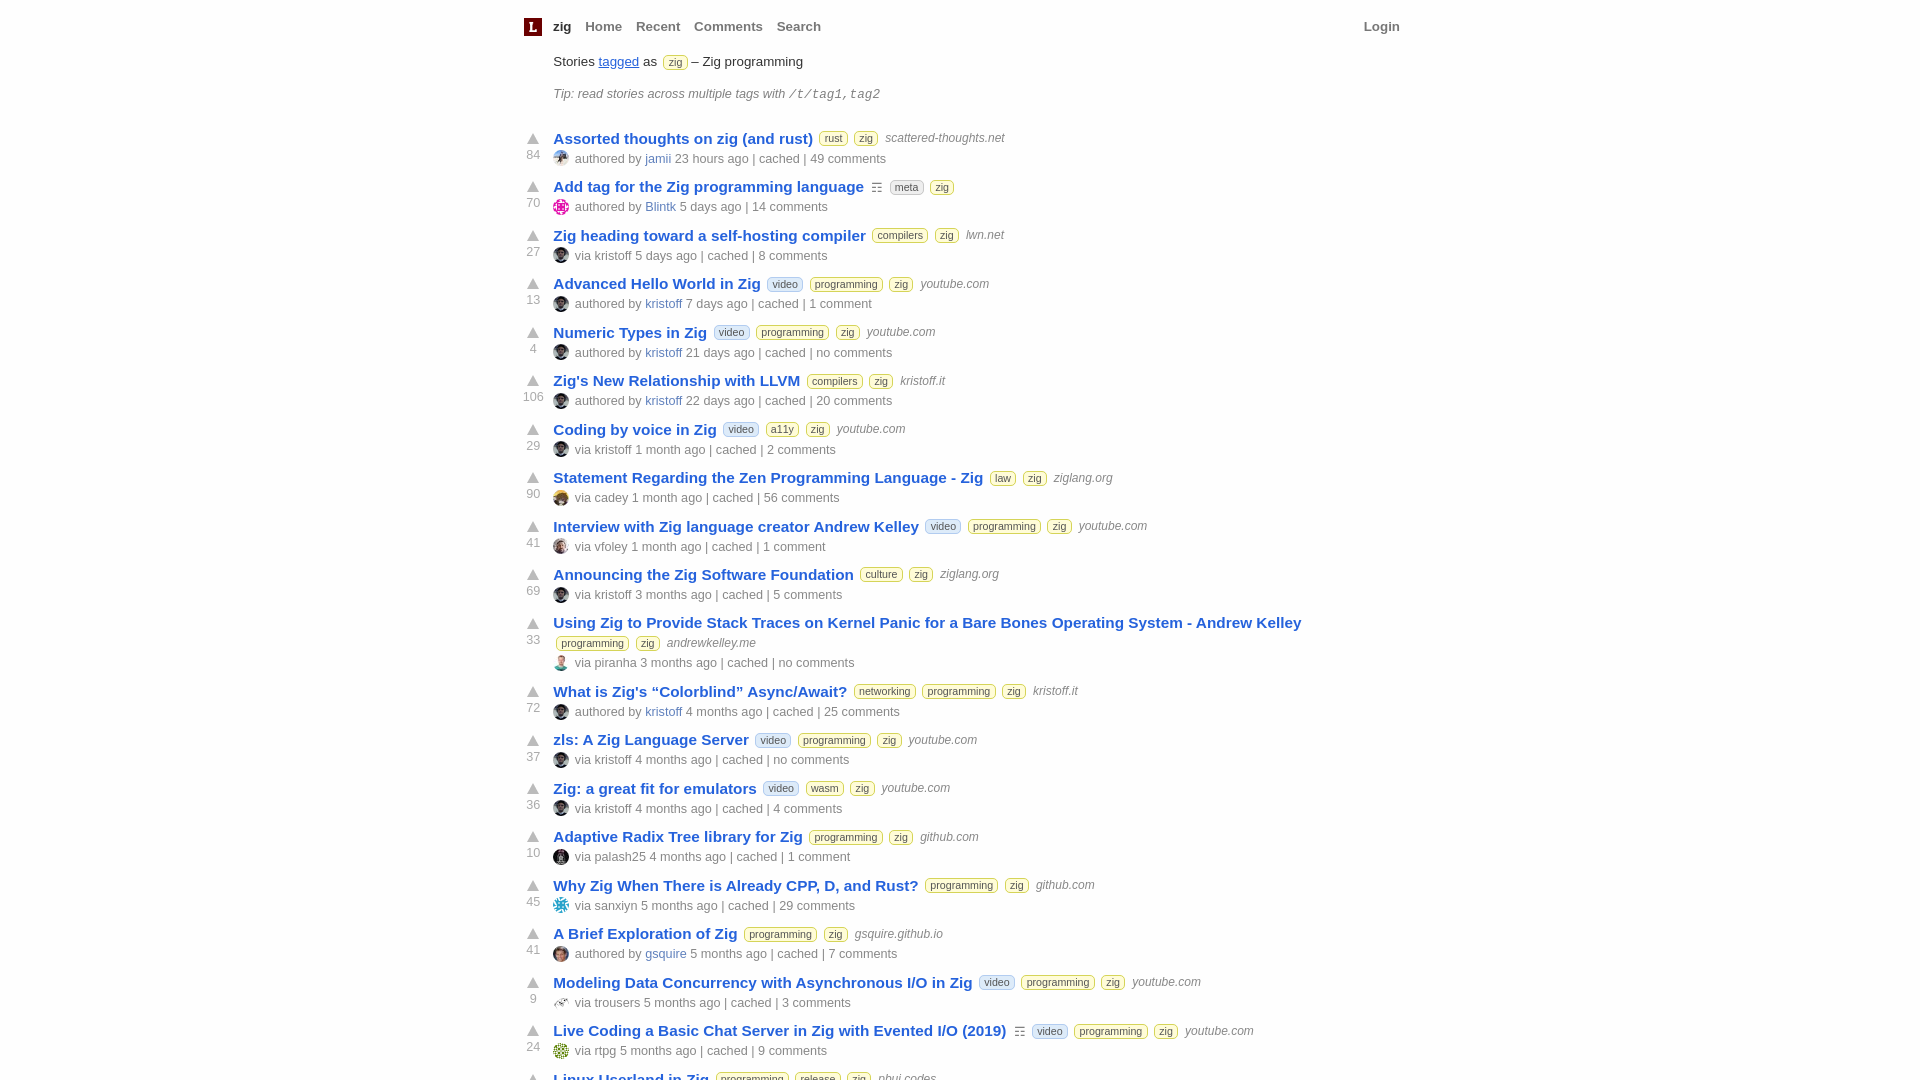 L zig Home Recent Comments Search Login
Stories tagged as zig – Zig programming
Tip: read stories across multiple tags with /t/tag1,tag2
Assorted thoughts on zig (and rust) rust zig scattered-thoughts.net
84 authored by jamii 23 hours ago | cached | 49 comments
Add tag for the Zig programming language ☶ meta zig
70 authored by Blintk 5 days ago | 14 comments
Zig heading toward a self-hosting compiler compilers zig lwn.net
27 via kristoff 5 days ago | cached | 8 comments
Advanced Hello World in Zig video programming zig youtube.com
13 authored by kristoff 7 days ago | cached | 1 comment
Numeric Types in Zig video programming zig youtube.com
4 authored by kristoff 21 days ago | cached | no comments
Zig's New Relationship with LLVM compilers zig kristoff.it
106 authored by kristoff 22 days ago | cached | 20 comments
Coding by voice in Zig video a11y zig youtube.com
29 via kristoff 1 month ago | cached | 2 comments
Statement Regarding the Zen Programming Language - Zig law zig ziglang.org
90 via cadey 1 month ago | cached | 56 comments
Interview with Zig language creator Andrew Kelley video programming zig youtube.com
41 via vfoley 1 month ago | cached | 1 comment
Announcing the Zig Software Foundation culture zig ziglang.org
69 via kristoff 3 months ago | cached | 5 comments
Using Zig to Provide Stack Traces on Kernel Panic for a Bare Bones Operating System - Andrew Kelley
33 programming zig andrewkelley.me
via piranha 3 months ago | cached | no comments
What is Zig's “Colorblind” Async/Await? networking programming zig kristoff.it
72 authored by kristoff 4 months ago | cached | 25 comments
zls: A Zig Language Server video programming zig youtube.com
37 via kristoff 4 months ago | cached | no comments
Zig: a great fit for emulators video wasm zig youtube.com
36 via kristoff 4 months ago | cached | 4 comments
Adaptive Radix Tree library for Zig programming zig github.com
10 via palash25 4 months ago | cached | 1 comment
Why Zig When There is Already CPP, D, and Rust? programming zig github.com
45 via sanxiyn 5 months ago | cached | 29 comments
A Brief Exploration of Zig programming zig gsquire.github.io
41 authored by gsquire 5 months ago | cached | 7 comments
Modeling Data Concurrency with Asynchronous I/O in Zig video programming zig youtube.com
9 via trousers 5 months ago | cached | 3 comments
Live Coding a Basic Chat Server in Zig with Evented I/O (2019) ☶ video programming zig youtube.com
24 via rtpg 5 months ago | cached | 9 comments
Linux Userland in Zig programming release zig pbui.codes